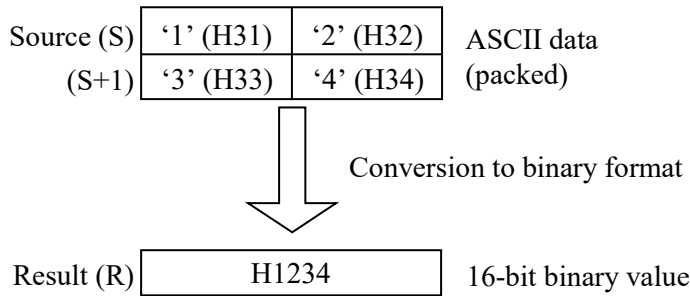 Source (S) ‘1’ (H31) ‘2’ (H32) ASCII data
(S+1) ‘3’ (H33) ‘4’ (H34) (packed)
Conversion to binary format
Result (R) H1234 16-bit binary value